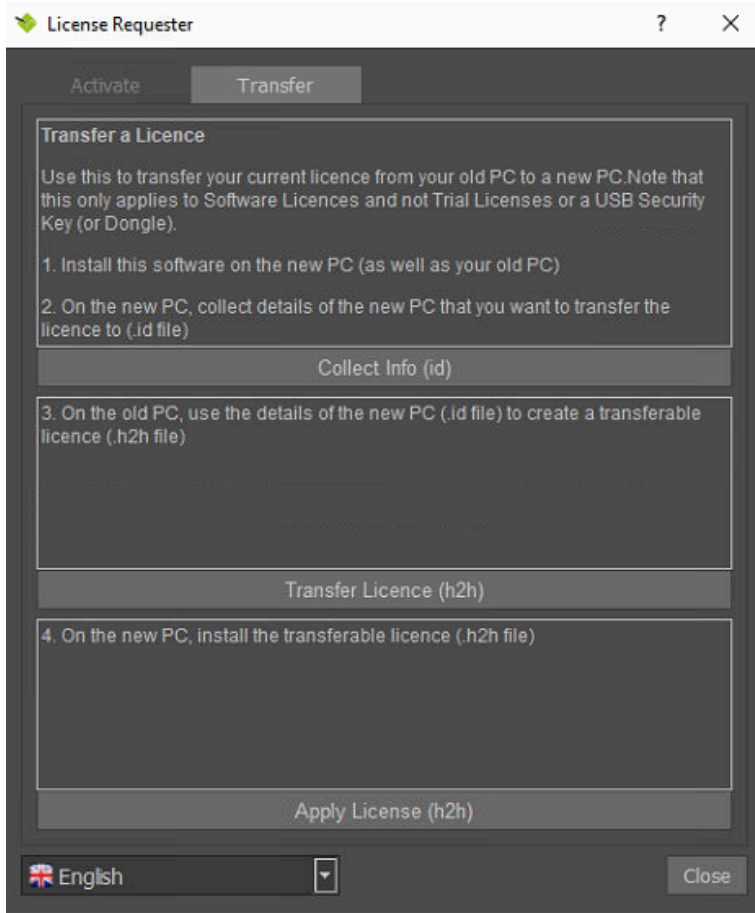 License Requester
Activate
Transfer
Transfer a Licence
Use this to transfer your current licence from your old PC to a new PC.Note that
this only applies to Software Licences and not Trial Licenses or a USB Security
Key (or Dongle).
1. Install this software on the new PC (as well as your old PC)
2. On the new PC, collect details of the new PC that you want to transfer the
licence to (.id file)
Collect Info (id)
3. On the old PC, use the details of the new PC (.id file) to create a transferable
licence (.h2h file)
Transfer Licence (h2h)
4. On the new PC, install the transferable licence (.h2h file)
Apply License (h2h)
English
Close